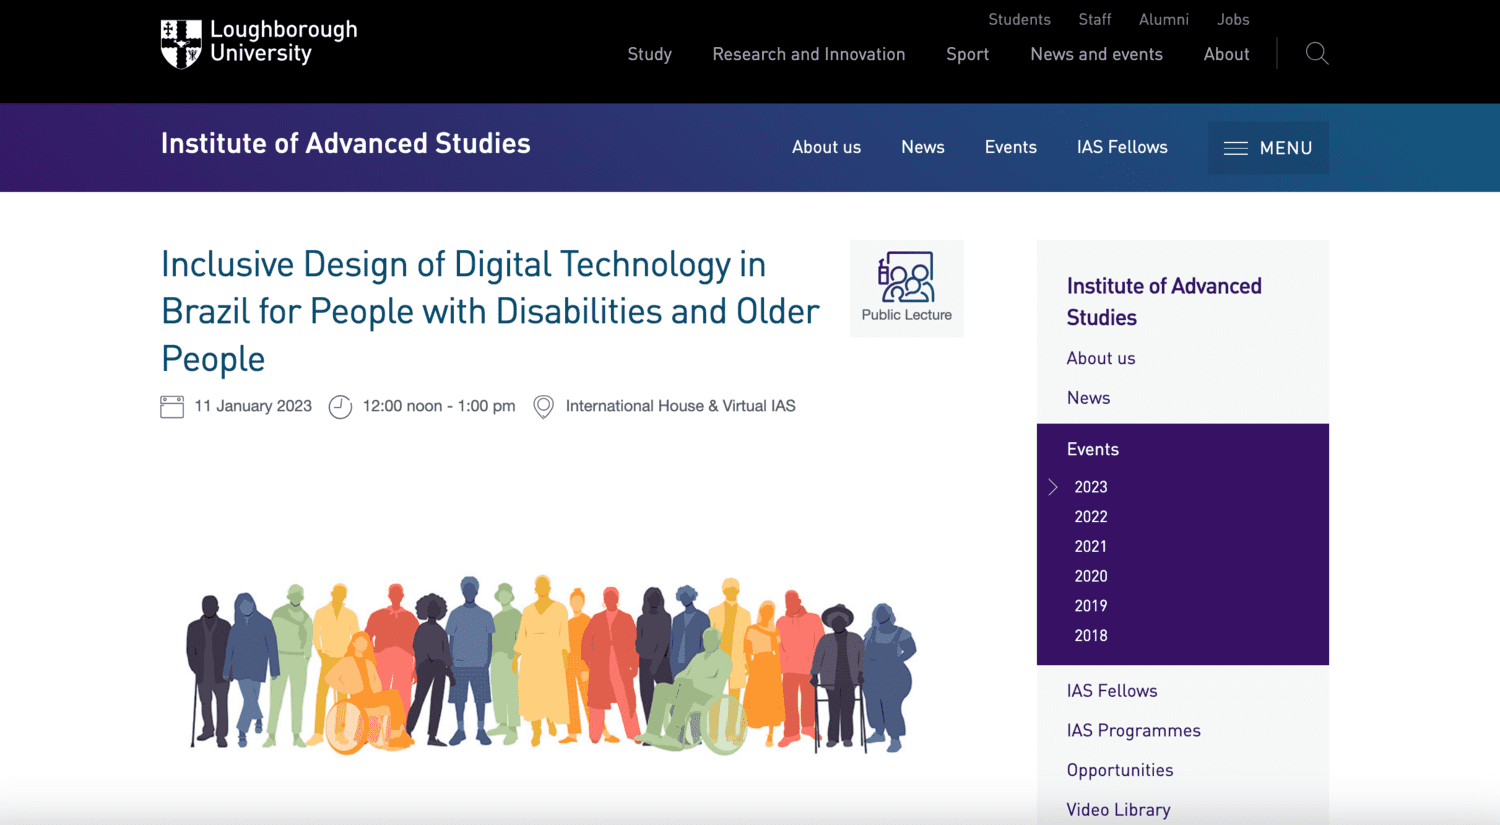 Loughborough
University
Students Staff Alumni Jobs
Study Research and Innovation Sport News and events About
Institute of Advanced Studies
About us News Events IAS Fellows MENU
Inclusive Design of Digital Technology in
Brazil for People with Disabilities and Older
People
Public Lecture
11 January 2023 12:00 noon - 1:00 pm International House & Virtual IAS
Institute of Advanced
Studies
About us
News
Events
2023
2022
2021
2020
2019
2018
IAS Fellows
IAS Programmes
Opportunities
Video Library